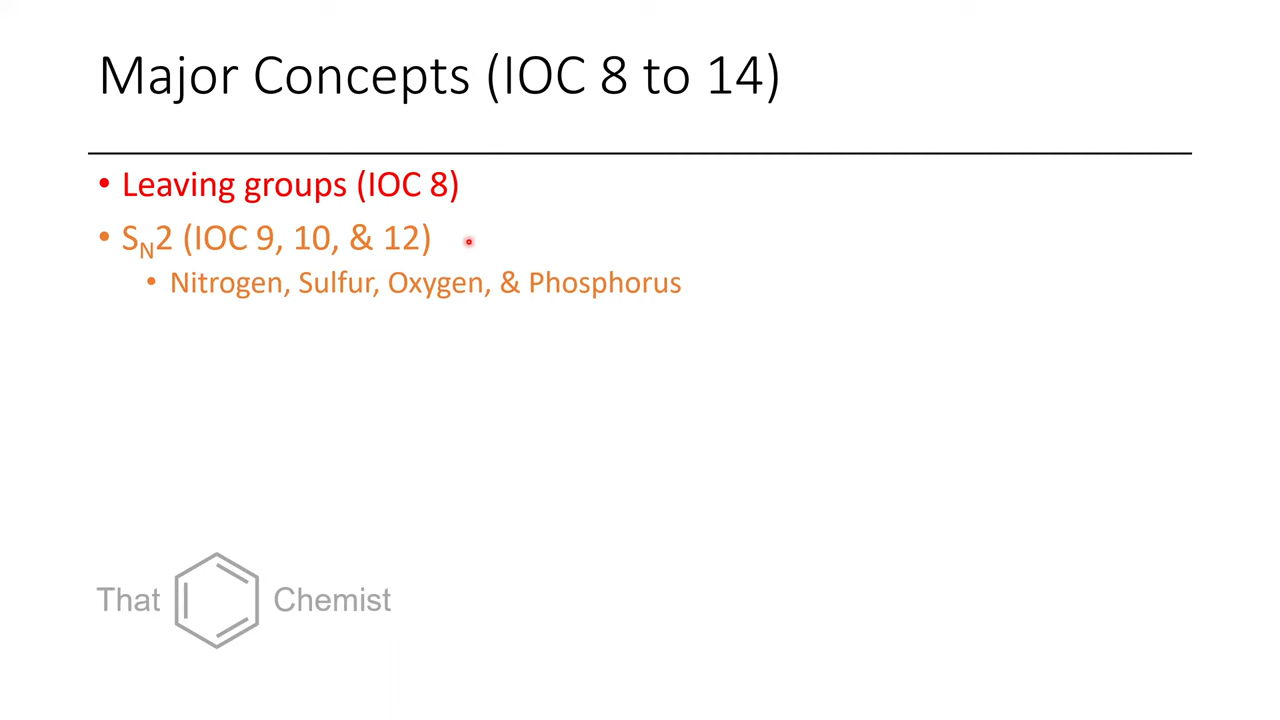 Major Concepts (IOC 8 to 14)
• Leaving groups (IOC 8)
• SN2 (IOC 9, 10, & 12)
• Nitrogen, Sulfur, Oxygen, & Phosphorus
That Chemist